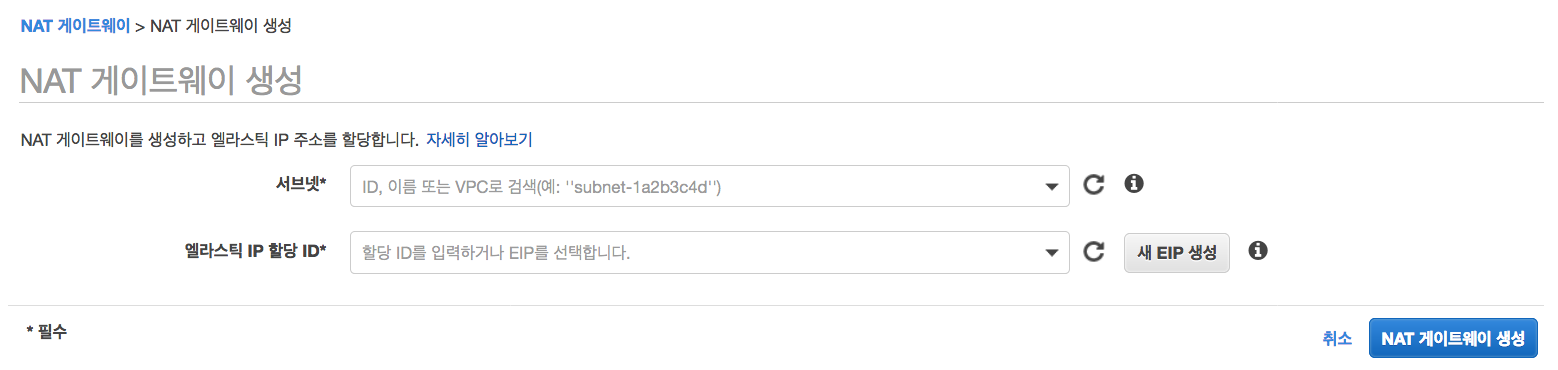 NAT 게이트웨이 > NAT 게이트웨이 생성
NAT 게이트웨이 생성
NAT 게이트웨이를 생성하고 엘라스틱 IP 주소를 할당합니다. 자세히 알아보기
서브넷* ID, 이름 또는 VPC로 검색(예: ''subnet-1a2b3c4d'')
엘라스틱 IP 할당 ID* 할당 ID를 입력하거나 EIP를 선택합니다. 새 EIP 생성
* 필수 취소 NAT 게이트웨이 생성